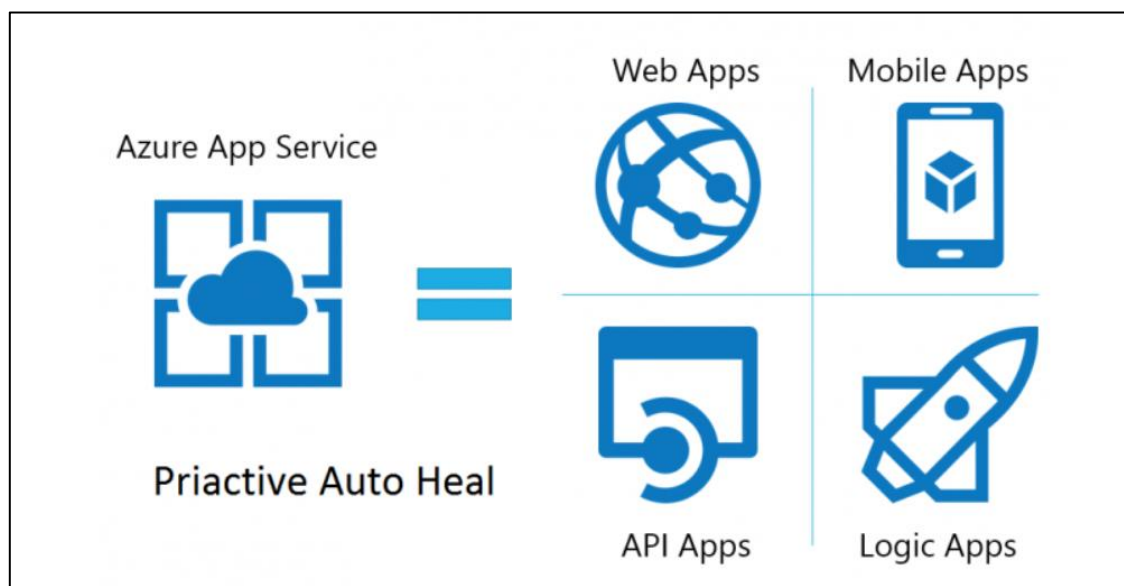 Web Apps
Mobile Apps
Azure App Service
Priactive Auto Heal
API Apps
Logic Apps